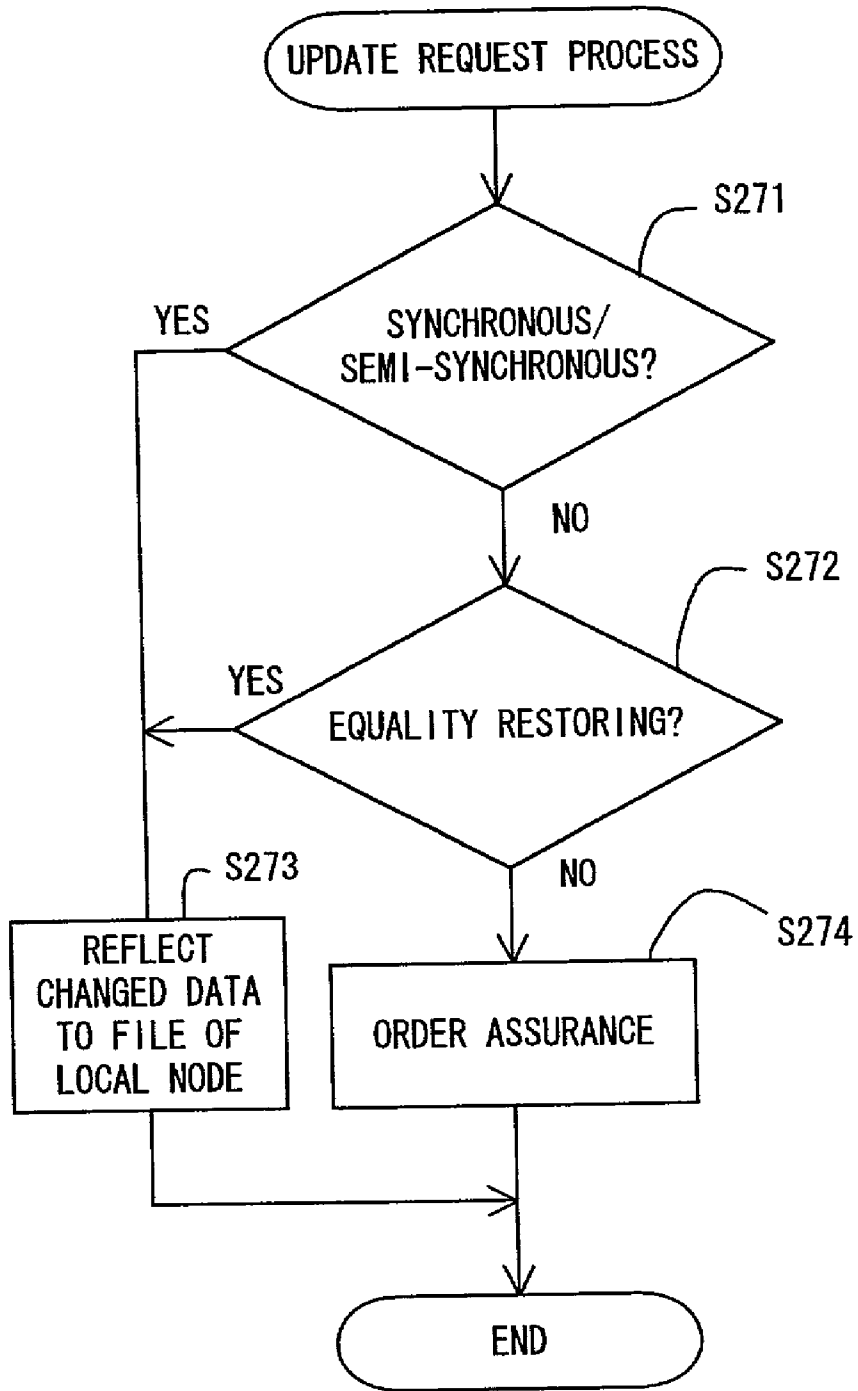 UPDATE REQUEST PROCESS
S271
YES
SYNCHRONOUS/
SEMI-SYNCHRONOUS?
NO
S272
YES
EQUALITY RESTORING?
NO
S273
S274
REFLECT
CHANGED DATA
TO FILE OF
LOCAL NODE
ORDER ASSURANCE
END